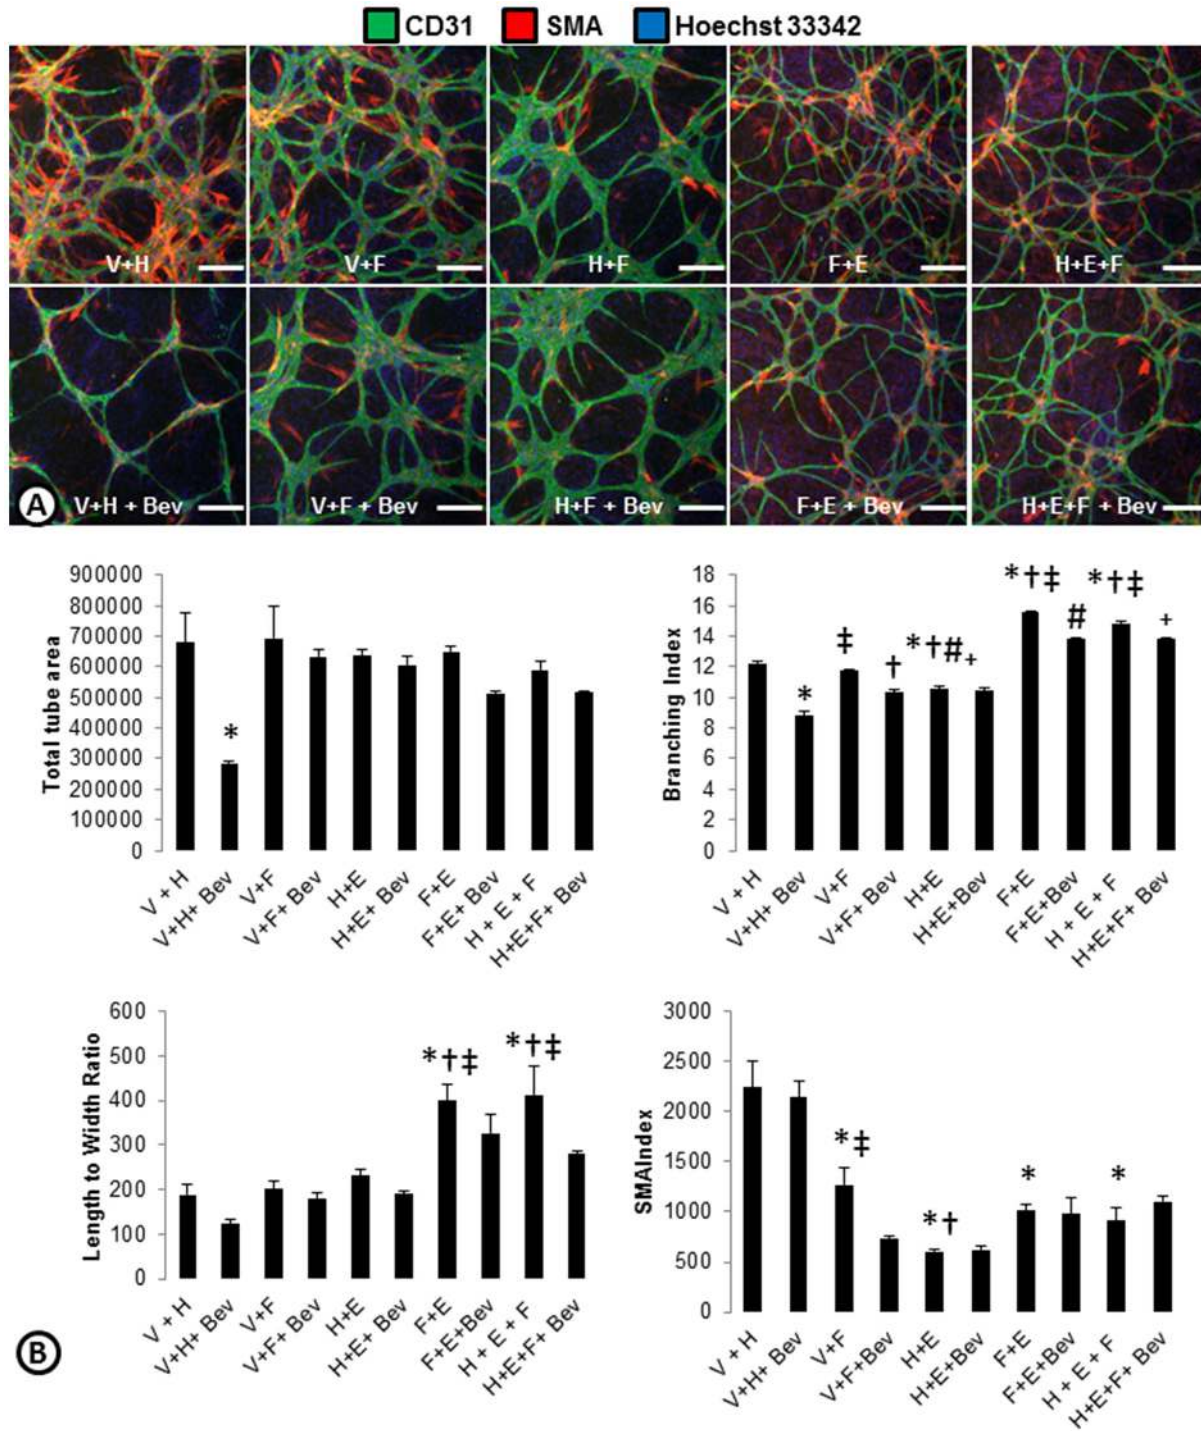 CD31 SMA Hoechst 33342
V+H V+F H+F F+E H+E+F
V+H + Bev V+F + Bev H+F + Bev F+E + Bev H+E+F + Bev
A
Total tube area
900000
800000
700000
600000
500000
400000
300000
200000
100000
0
*
V + H
V+H+ Bev
V+F
V+F+ Bev
H+E
H+E+ Bev
F+E
F+E+Bev
H + E + F
H+E+F+ Bev
Branching Index
18
16
14
12
10
8
6
4
2
0
* ‡ † *†#+ *†‡ # *†‡ +
V + H
V+H+ Bev
V+F
V+F+ Bev
H+E
H+E+Bev
F+E
F+E+Bev
H + E + F
H+E+F+ Bev
Length to Width Ratio
600
500
400
300
200
100
0
*†‡ *†‡
V + H
V+H+ Bev
V+F
V+F+ Bev
H+E
H+E+ Bev
F+E
F+E+Bev
H + E + F
H+E+F+ Bev
SMAIndex
3000
2500
2000
1500
1000
500
0
*‡ *† * *
V + H
V+H+ Bev
V+F
V+F+Bev
H+E
H+E+Bev
F+E
F+E+Bev
H + E + F
H+E+F+ Bev
B